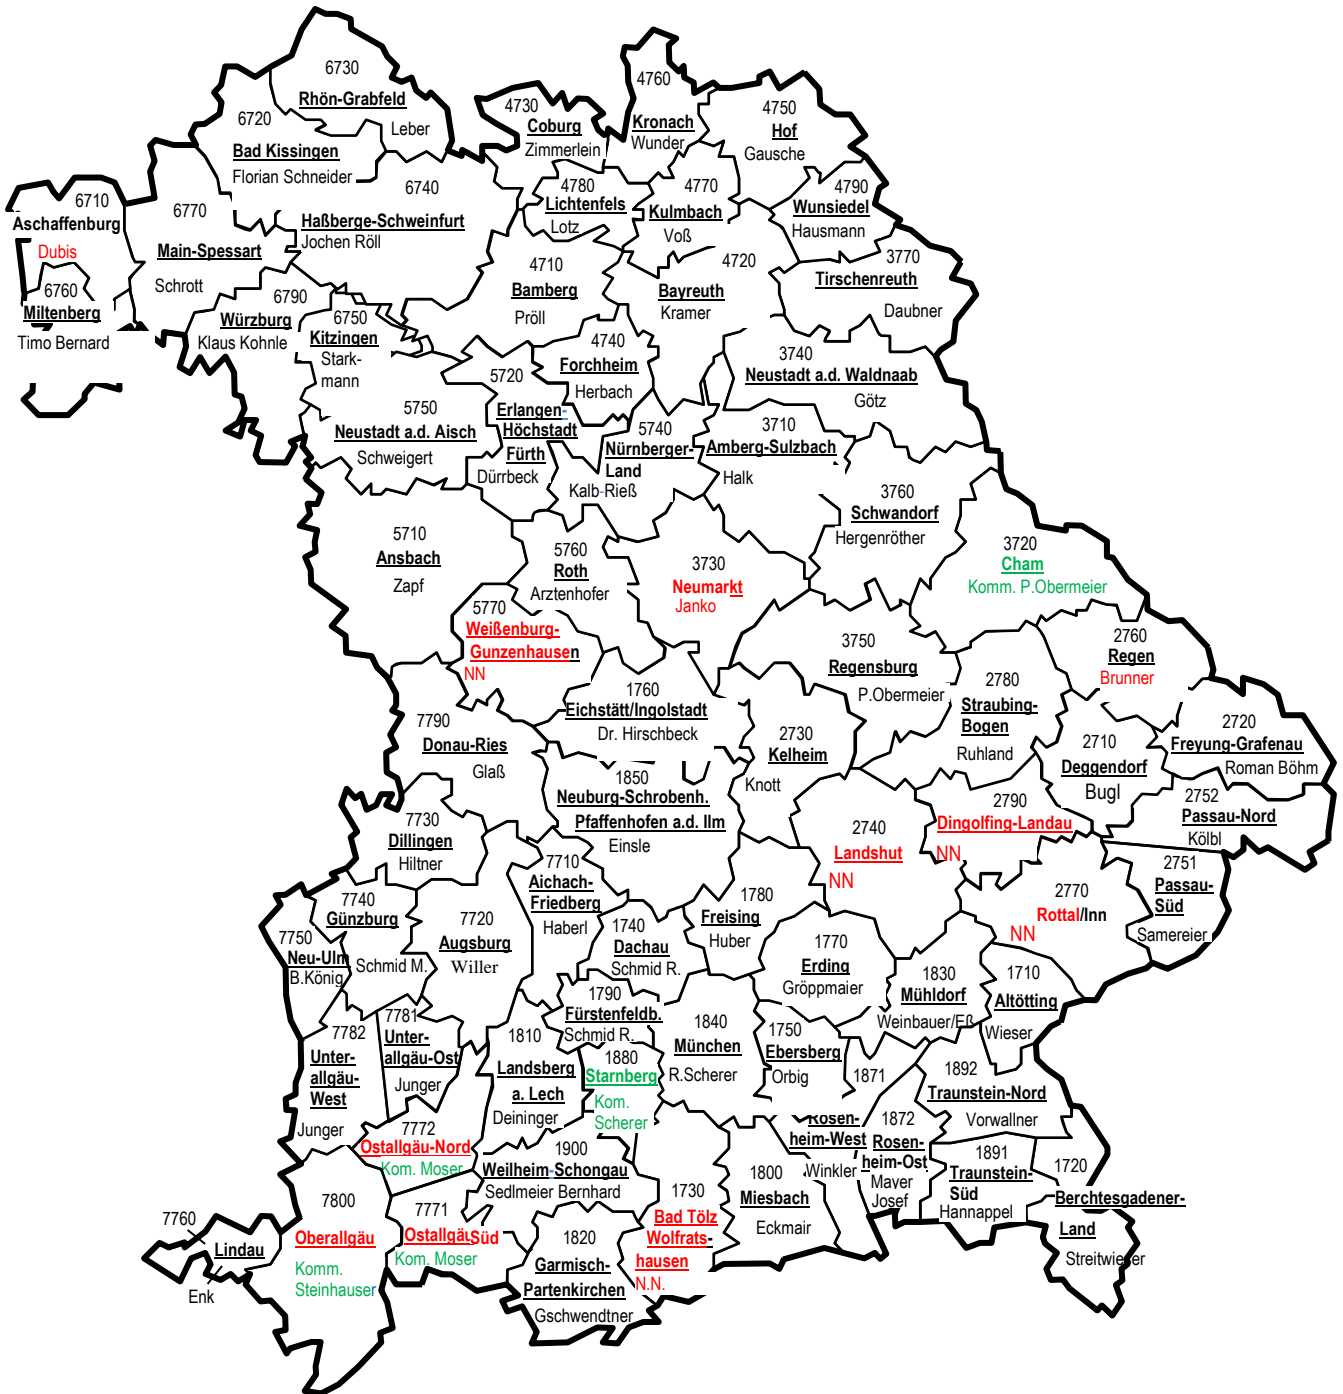 6730
Rhön-Grabfeld
Leber
6720
Bad Kissingen
Florian Schneider
4730
Coburg
Zimmerlein
4760
Kronach
Wunder
4750
Hof
Gausche
6710
Aschaffenburg
Dubis
6770
Main-Spessart
Schrott
6740
Haßberge-Schweinfurt
Jochen Röll
4780
Lichtenfels
Lotz
4770
Kulmbach
Voß
4790
Wunsiedel
Hausmann
6760
Miltenberg
Timo Bernard
6790
Würzburg
Klaus Kohnle
6750
Kitzingen
Stark-
mann
4710
Bamberg
Pröll
4720
Bayreuth
Kramer
3770
Tirschenreuth
Daubner
4740
Forchheim
Herbach
3740
Neustadt a.d. Waldnaab
Götz
5750
Neustadt a.d. Aisch
Schweigert
5720
Erlangen-
Höchstadt
Fürth
Dürrbeck
5740
Nürnberger-
Land
Kalb-Rieß
3710
Amberg-Sulzbach
Halk
3760
Schwandorf
Hergenröther
3720
Cham
Komm. P.Obermeier
5710
Ansbach
Zapf
5760
Roth
Arztenhofer
3730
Neumarkt
Janko
5770
Weißenburg-
Gunzenhausen
NN
3750
Regensburg
P.Obermeier
2760
Regen
Brunner
1760
Eichstätt/Ingolstadt
Dr. Hirschbeck
2780
Straubing-
Bogen
Ruhland
2720
Freyung-Grafenau
Roman Böhm
7790
Donau-Ries
Glaß
2730
Kelheim
Knott
2710
Deggendorf
Bugl
1850
Neuburg-Schrobenh.
Pfaffenhofen a.d. Ilm
Einsle
2790
Dingolfing-Landau
NN
2752
Passau-Nord
Kölbl
7730
Dillingen
Hiltner
2740
Landshut
NN
7710
Aichach-
Friedberg
Haberl
2751
Passau-
Süd
Samereier
7740
Günzburg
Schmid M.
7720
Augsburg
Willer
1780
Freising
Huber
2770
Rottal/Inn
NN
7750
Neu-Ulm
B.König
1740
Dachau
Schmid R.
1770
Erding
Gröppmaier
1830
Mühldorf
Weinbauer/Eß
1710
Altötting
Wieser
1790
Fürstenfeldb.
Schmid R.
7782
Unter-
allgäu-
West
Junger
7781
Unter-
allgäu-Ost
Junger
1810
Landsberg
a. Lech
Deininger
1880
Starnberg
Kom.
Scherer
1840
München
R.Scherer
1750
Ebersberg
Orbig
1871
Rosen-
heim-West
Winkler
1872
Rosen-
heim-Ost
Mayer
Josef
1892
Traunstein-Nord
Vorwallner
7772
Ostallgäu-Nord
Kom. Moser
1900
Weilheim-Schongau
Sedlmeier Bernhard
1800
Miesbach
Eckmair
1891
Traunstein-
Süd
Hannappel
1720
Berchtesgadener-
Land
Streitwieser
7760
Lindau
Enk
7800
Oberallgäu
Komm.
Steinhauser
7771
OstallgäuSüd
Kom. Moser
1820
Garmisch-
Partenkirchen
Gschwendtner
1730
Bad Tölz
Wolfrats-
hausen
N.N.